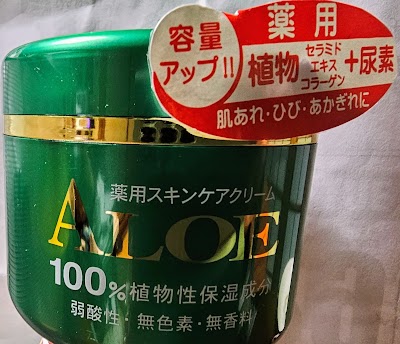 容量
アップ!!
薬用
植物
セラミド
エキス
コラーゲン
+尿素
肌あれ・ひび・あかぎれに
薬用スキンケアクリーム
ALOE
100%植物性保湿成分
弱酸性・無色素・無香料